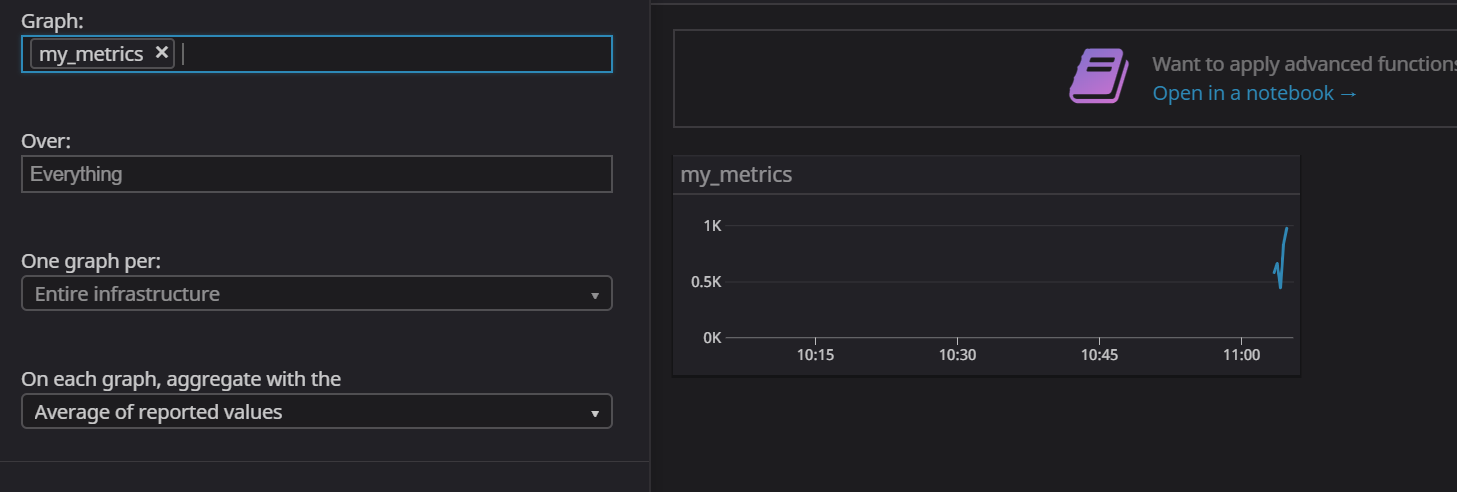 Graph:
my_metrics ×
Over:
Everything
One graph per:
Entire infrastructure
On each graph, aggregate with the
Average of reported values
Want to apply advanced functions
Open in a notebook →
my_metrics
1K
0.5K
0K
10:15 10:30 10:45 11:00